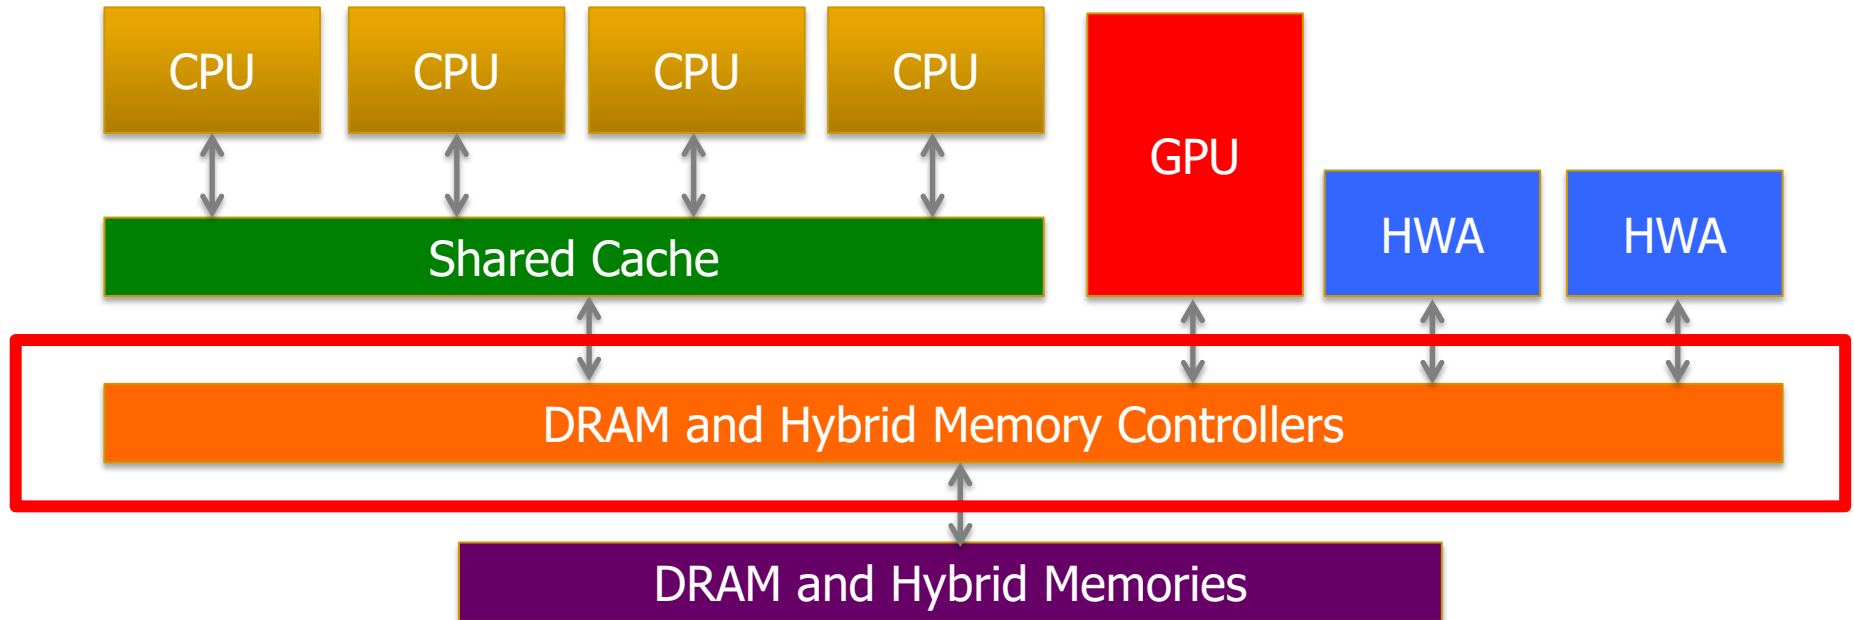 CPU
CPU
CPU
CPU
GPU
HWA
HWA
Shared Cache
DRAM and Hybrid Memory Controllers
DRAM and Hybrid Memories